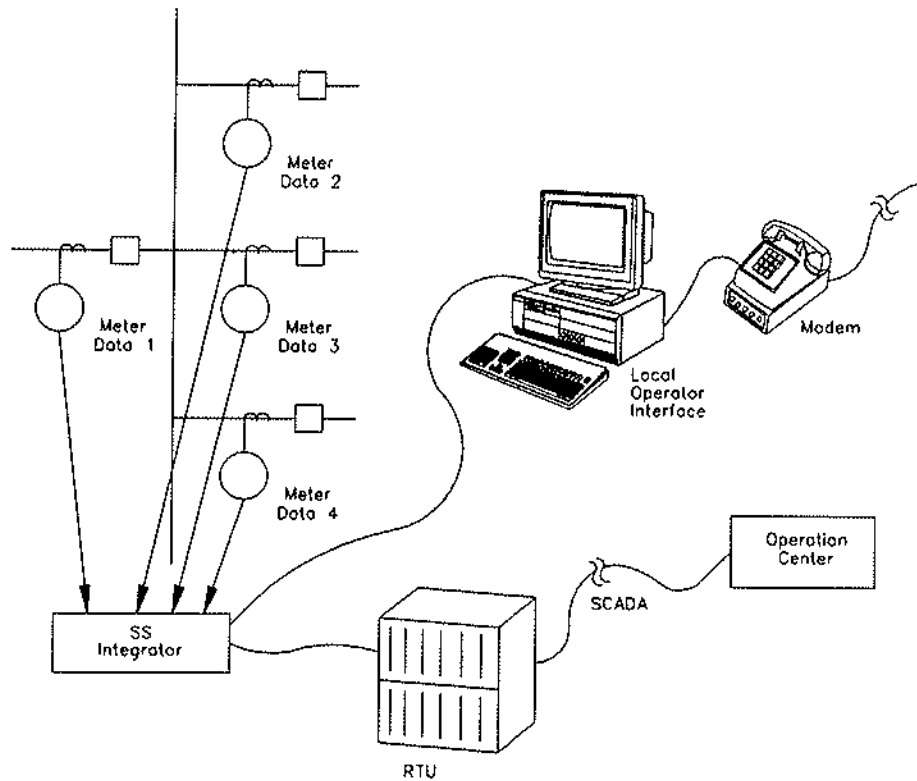 Meter
Data 2
Meter
Data 1
Meter
Data 3
Modem
Local
Operator
Interface
Meter
Data 4
Operation
Center
SCADA
SS
Integrator
RTU